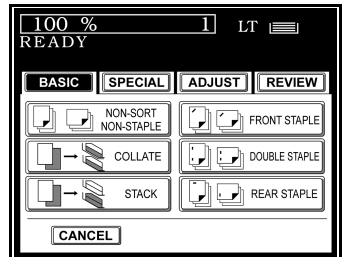 100 % 1 LT
READY
BASIC SPECIAL ADJUST REVIEW
NON-SORT
NON-STAPLE
FRONT STAPLE
COLLATE
DOUBLE STAPLE
STACK
REAR STAPLE
CANCEL